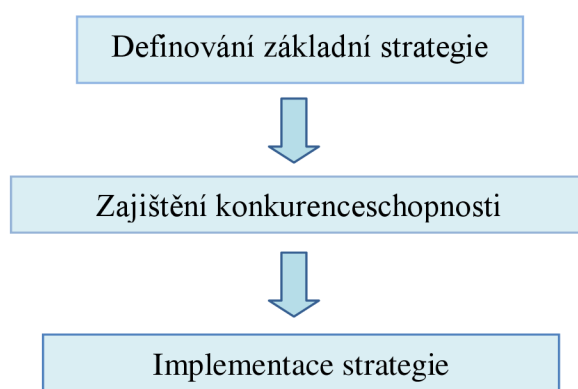 Definování základní strategie
Zajištění konkurenceschopnosti
Implementace strategie